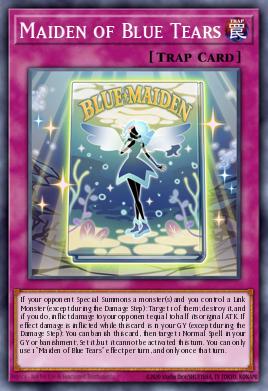 Maiden of Blue Tears
TRAP
罠
[Trap Card]
BLUE MAIDEN
If your opponent Special Summons a monster(s) and you control a Link
Monster (except during the Damage Step): Target 1 of them; destroy it, and
if you do, inflict damage to your opponent equal to half its original ATK. If
effect damage is inflicted while this card is in your GY (except during the
Damage Step): You can banish this card, then target 1 Normal Spell in your
GY or banishment; Set it, but it cannot be activated this turn. You can only
use 1 "Maiden of Blue Tears" effect per turn, and only once that turn.